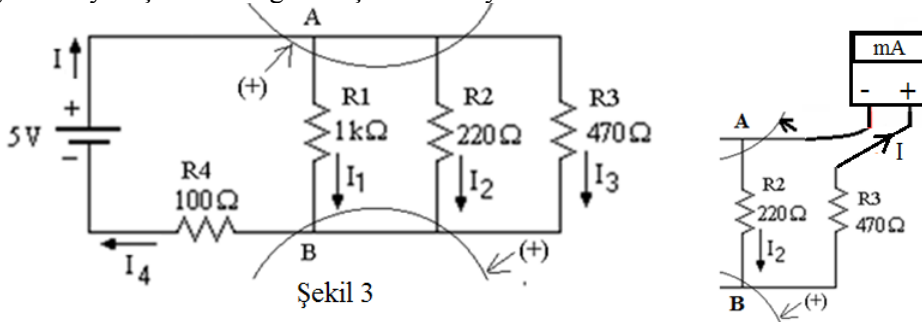 A
I
(+)
+
5V
-
R1
1kΩ
I1
R2
220Ω
I2
R3
470Ω
I3
R4
100Ω
I4
B
(+)
Şekil 3
mA
- +
A
I
R2
220Ω
I2
R3
470Ω
B
(+)